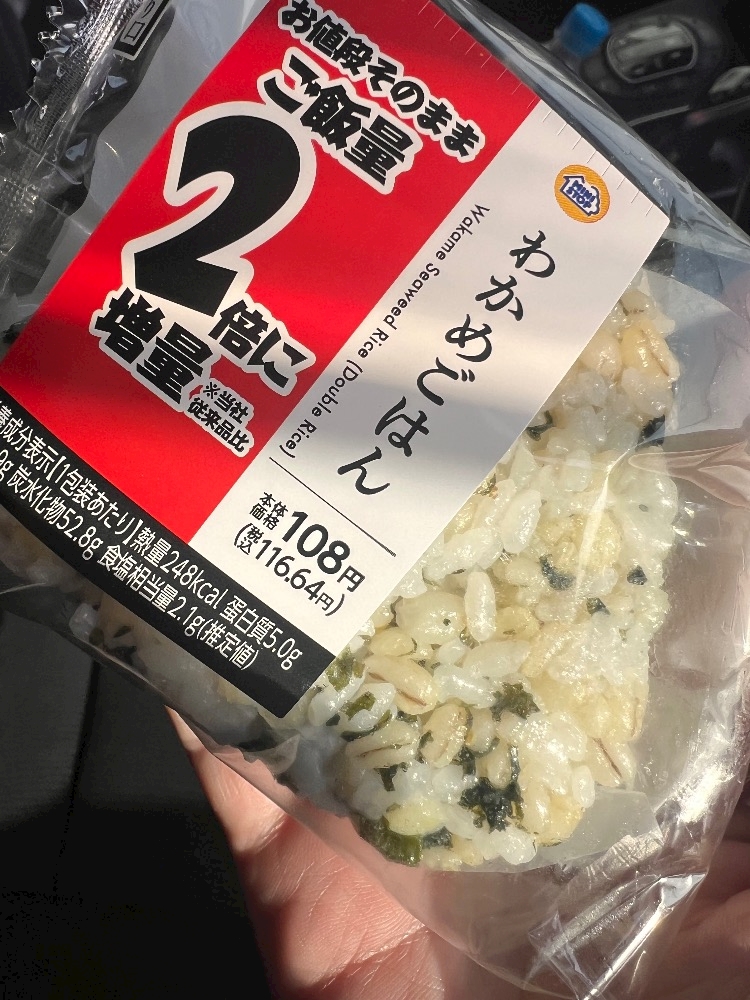 お値段そのまま
ご飯量
2倍に
増量
※当社
従来品比
MINI
STOP
わかめごはん
Wakame Seaweed Rice (Double Rice)
本体
価格 108円
(税込 116.64円)
養成分表示【1包装あたり】熱量248kcal 蛋白質5.0g
9g 炭水化物52.8g 食塩相当量2.1g(推定値)